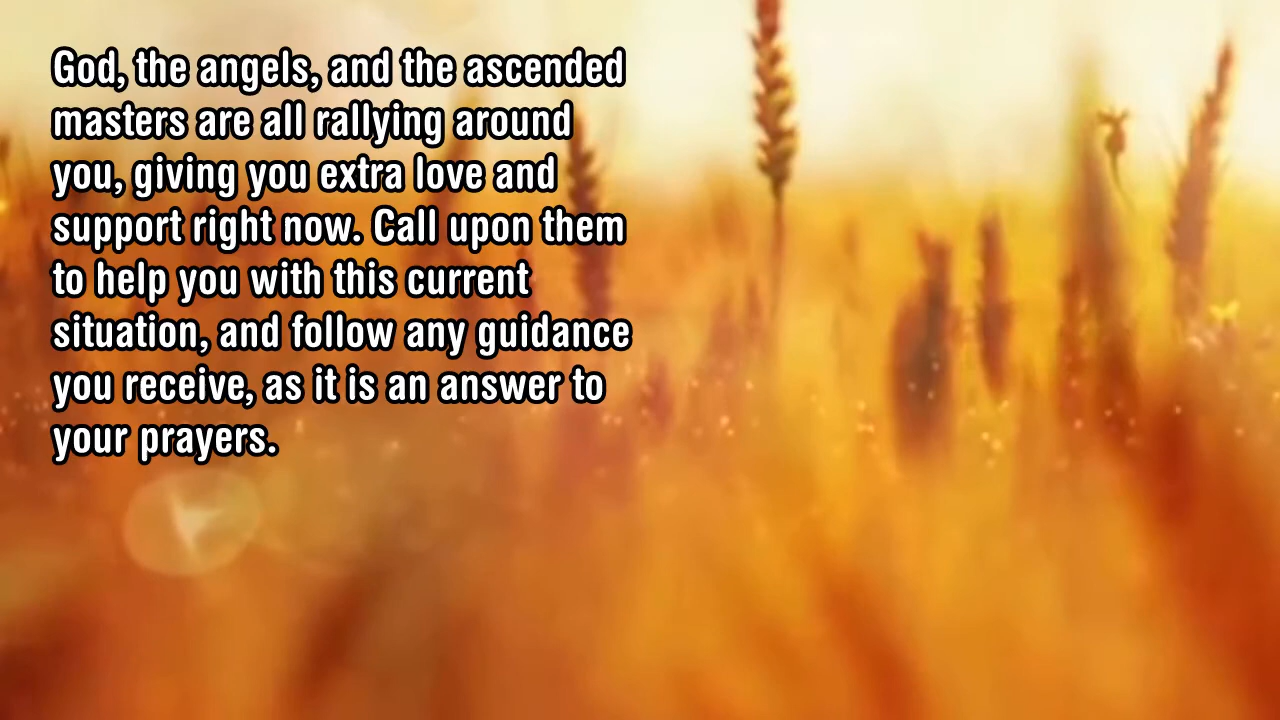 God, the angels, and the ascended
masters are all rallying around
you, giving you extra love and
support right now. Call upon them
to help you with this current
situation, and follow any guidance
you receive, as it is an answer to
your prayers.